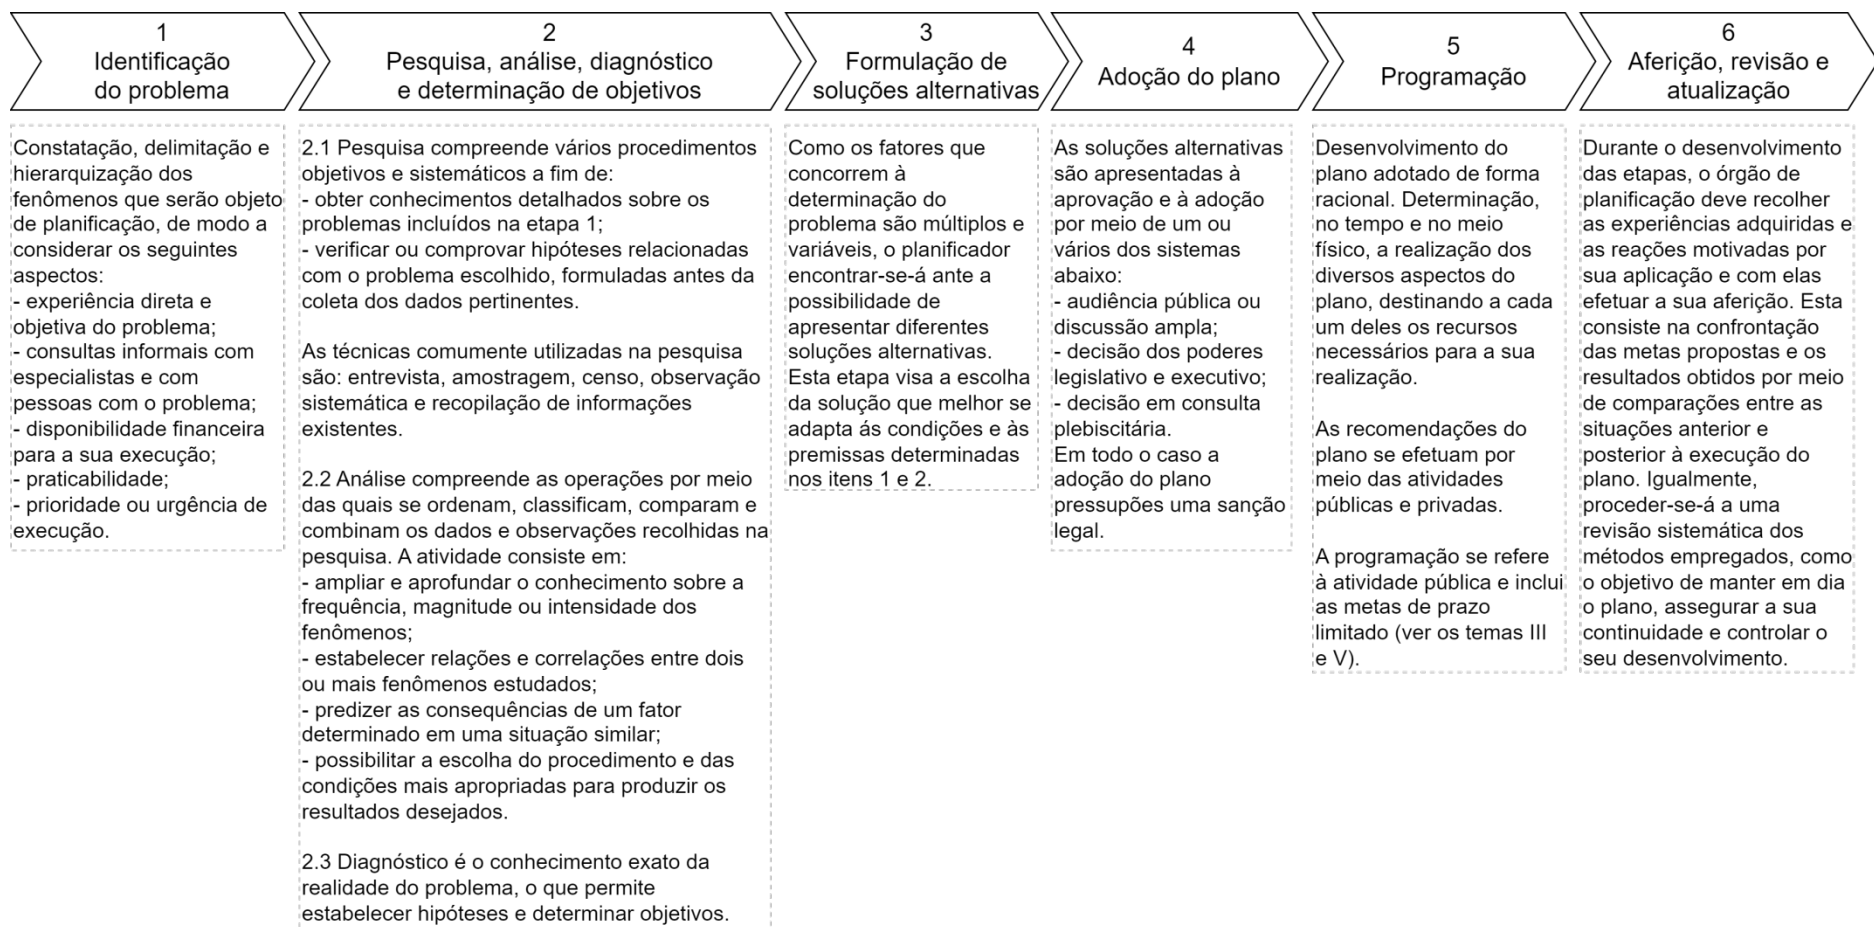 1
Identificação
do problema
2
Pesquisa, análise, diagnóstico
e determinação de objetivos
3
Formulação de
soluções alternativas
4
Adoção do plano
5
Programação
6
Aferição, revisão e
atualização
Constatação, delimitação e
hierarquização dos
fenômenos que serão objeto
de planificação, de modo a
considerar os seguintes
aspectos:
- experiência direta e
objetiva do problema;
- consultas informais com
especialistas e com
pessoas com o problema;
- disponibilidade financeira
para a sua execução;
- praticabilidade;
- prioridade ou urgência de
execução.
2.1 Pesquisa compreende vários procedimentos
objetivos e sistemáticos a fim de:
- obter conhecimentos detalhados sobre os
problemas incluídos na etapa 1;
- verificar ou comprovar hipóteses relacionadas
com o problema escolhido, formuladas antes da
coleta dos dados pertinentes.
As técnicas comumente utilizadas na pesquisa
são: entrevista, amostragem, censo, observação
sistemática e recopilação de informações
existentes.
2.2 Análise compreende as operações por meio
das quais se ordenam, classificam, comparam e
combinam os dados e observações recolhidas na
pesquisa. A atividade consiste em:
- ampliar e aprofundar o conhecimento sobre a
frequência, magnitude ou intensidade dos
fenômenos;
- estabelecer relações e correlações entre dois
ou mais fenômenos estudados;
- predizer as consequências de um fator
determinado em uma situação similar;
- possibilitar a escolha do procedimento e das
condições mais apropriadas para produzir os
resultados desejados.
2.3 Diagnóstico é o conhecimento exato da
realidade do problema, o que permite
estabelecer hipóteses e determinar objetivos.
Como os fatores que
concorrem à
determinação do
problema são múltiplos e
variáveis, o planificador
encontrar-se-á ante a
possibilidade de
apresentar diferentes
soluções alternativas.
Esta etapa visa a escolha
da solução que melhor se
adapta ás condições e às
premissas determinadas
nos itens 1 e 2.
As soluções alternativas
são apresentadas à
aprovação e à adoção
por meio de um ou
vários dos sistemas
abaixo:
- audiência pública ou
discussão ampla;
- decisão dos poderes
legislativo e executivo;
- decisão em consulta
plebiscitária.
Em todo o caso a
adoção do plano
pressupões uma sanção
legal.
Desenvolvimento do
plano adotado de forma
racional. Determinação,
no tempo e no meio
físico, a realização dos
diversos aspectos do
plano, destinando a cada
um deles os recursos
necessários para a sua
realização.
As recomendações do
plano se efetuam por
meio das atividades
públicas e privadas.
A programação se refere
à atividade pública e inclui
as metas de prazo
limitado (ver os temas III
e V).
Durante o desenvolvimento
das etapas, o órgão de
planificação deve recolher
as experiências adquiridas e
as reações motivadas por
sua aplicação e com elas
efetuar a sua aferição. Esta
consiste na confrontação
das metas propostas e os
resultados obtidos por meio
de comparações entre as
situações anterior e
posterior à execução do
plano. Igualmente,
proceder-se-á a uma
revisão sistemática dos
métodos empregados, como
o objetivo de manter em dia
o plano, assegurar a sua
continuidade e controlar o
seu desenvolvimento.